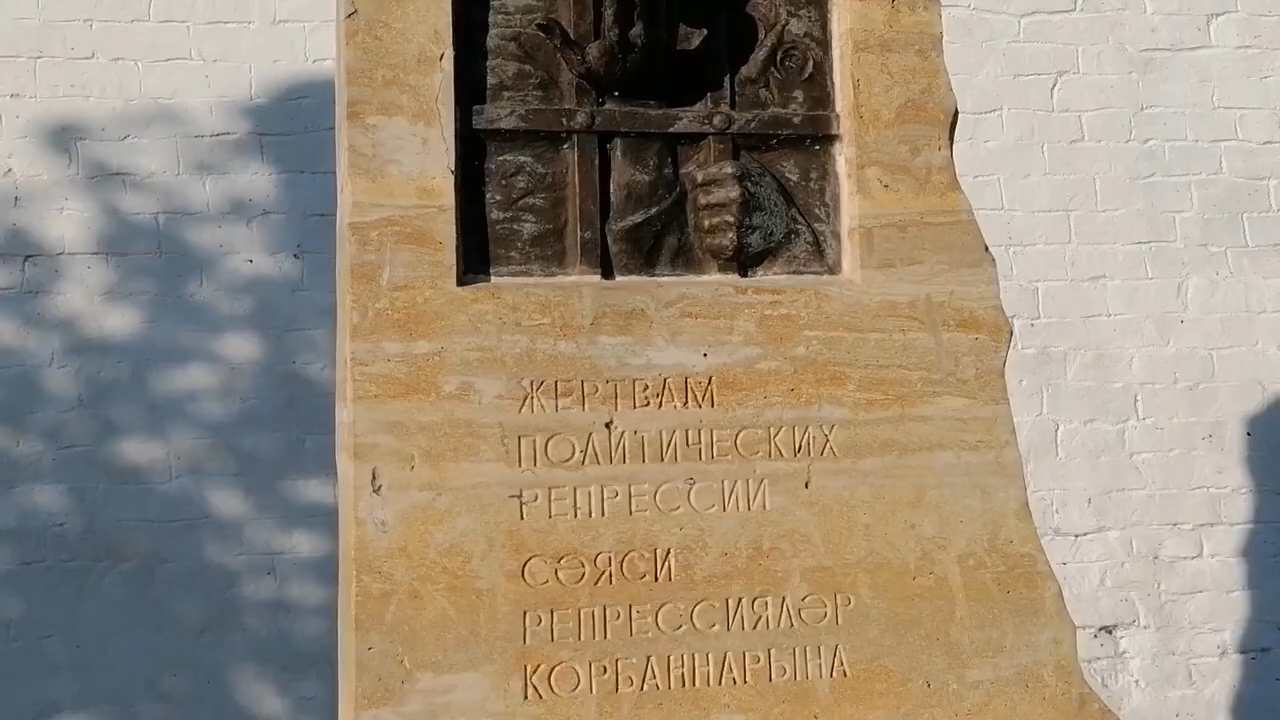 ЖЕРТВАМ
ПОЛИТИЧЕСКИХ
РЕПРЕССИЙ
СӘЯСИ
РЕПРЕССИЯЛӘР
КОРБАННАРЫНА